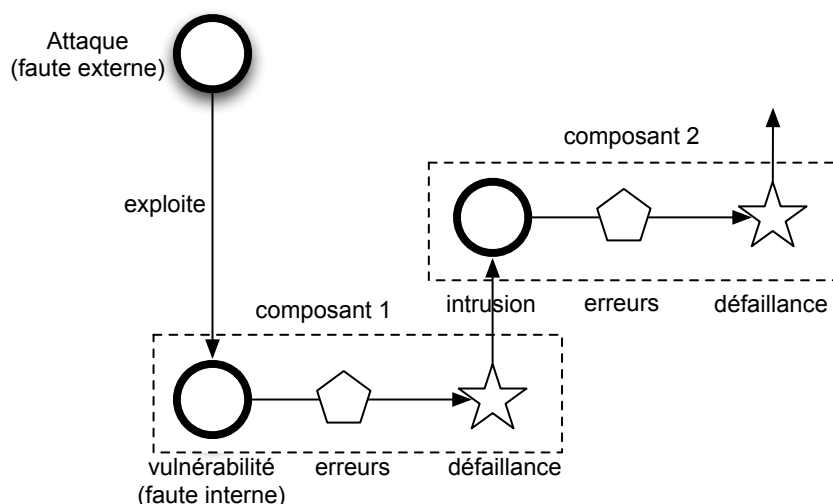 Attaque
(faute externe)
composant 2
exploite
intrusion
erreurs
défaillance
composant 1
vulnérabilité
(faute interne)
erreurs
défaillance